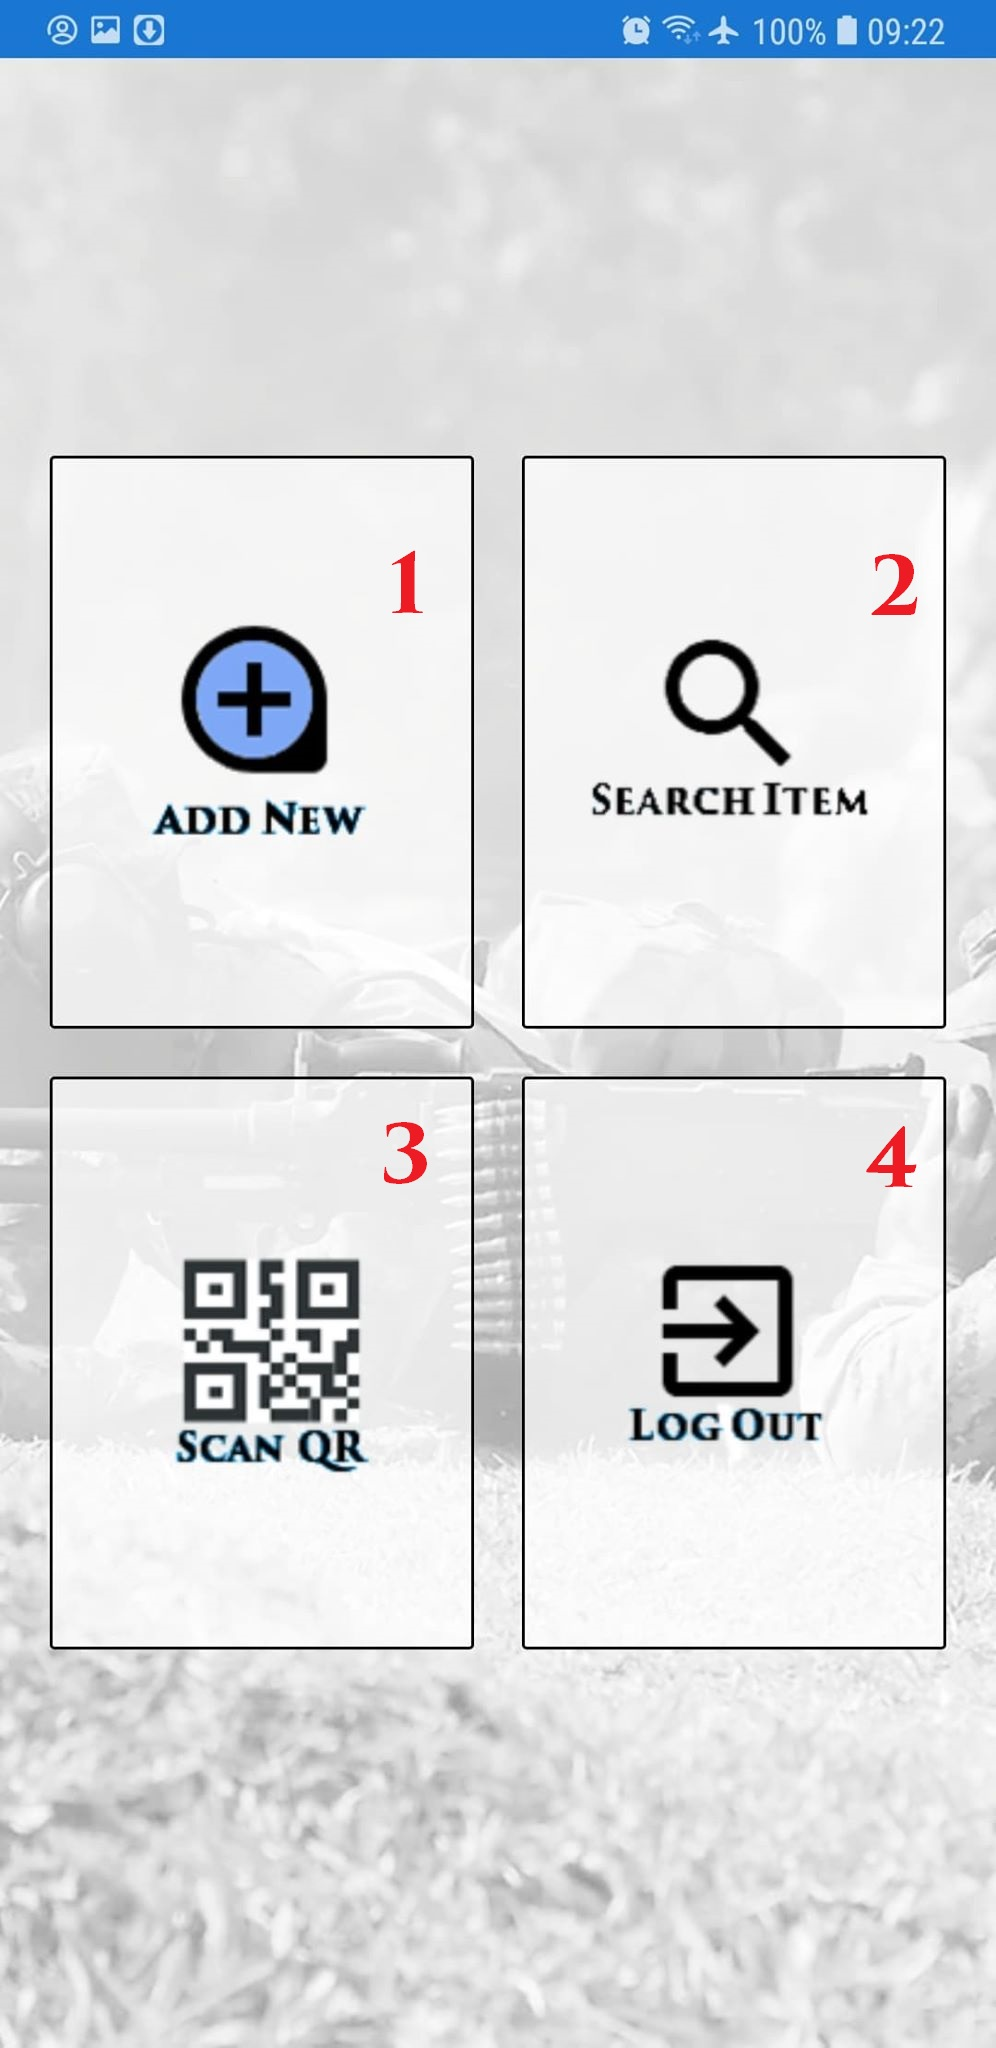 100% 09:22
1
ADD NEW
2
SEARCH ITEM
3
SCAN QR
4
LOG OUT